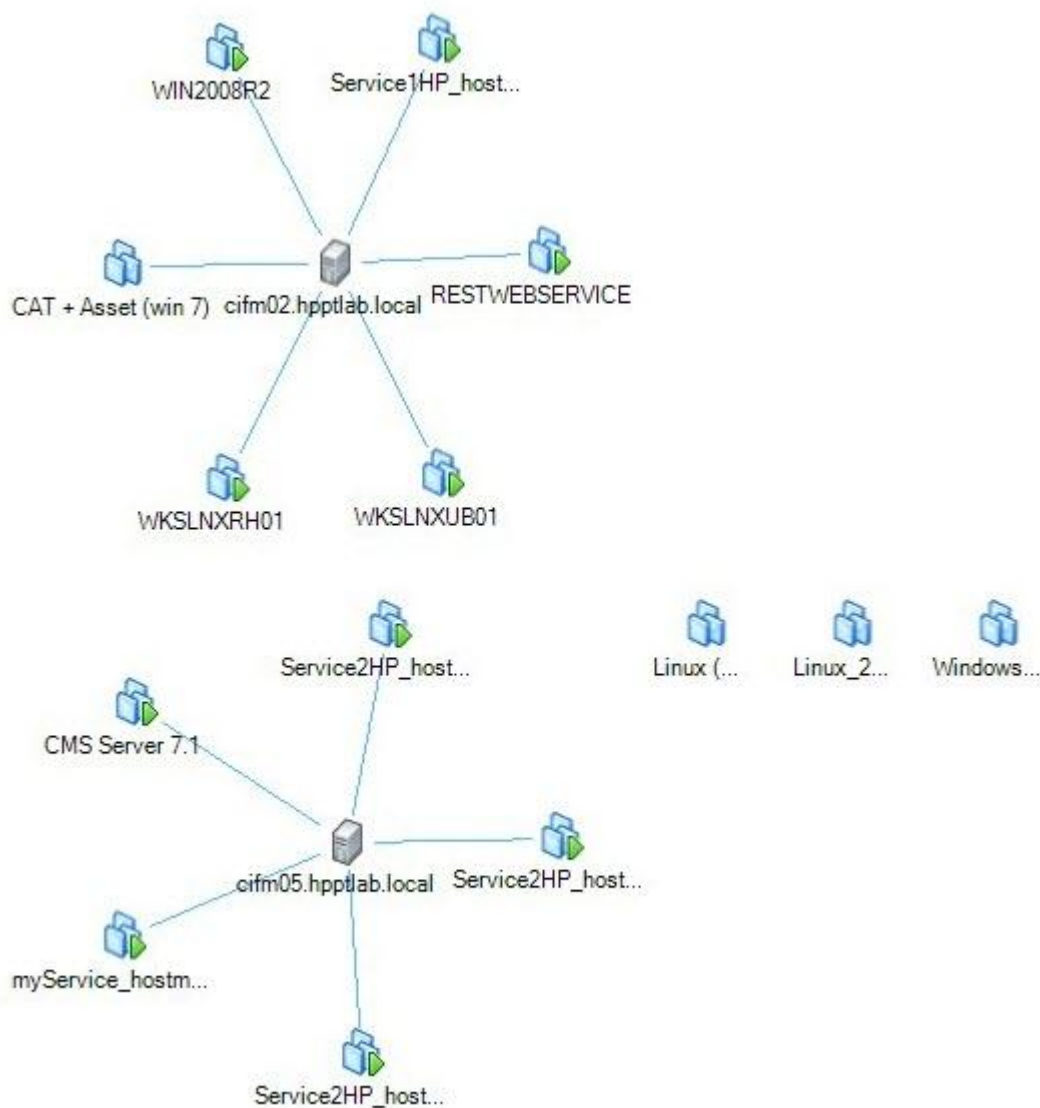 WIN2008R2
Service1HP_host...
CAT + Asset (win 7)
cifm02.hpptlab.local
RESTWEBSERVICE
WKSLNXRH01
WKSLNXUB01
Service2HP_host...
Linux (...
Linux_2...
Windows...
CMS Server 7.1
cifm05.hpptlab.local
Service2HP_host...
myService_hostm...
Service2HP_host...